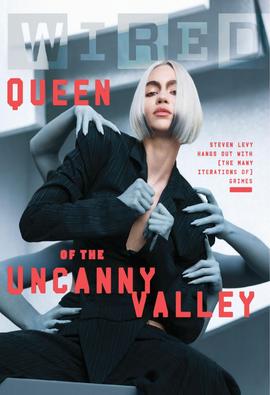 WIRED
QUEEN
STEVEN LEVY
HANGS OUT WITH
[THE MANY
ITERATIONS OF]
GRIMES
OF THE
UNCANNY
VALLEY